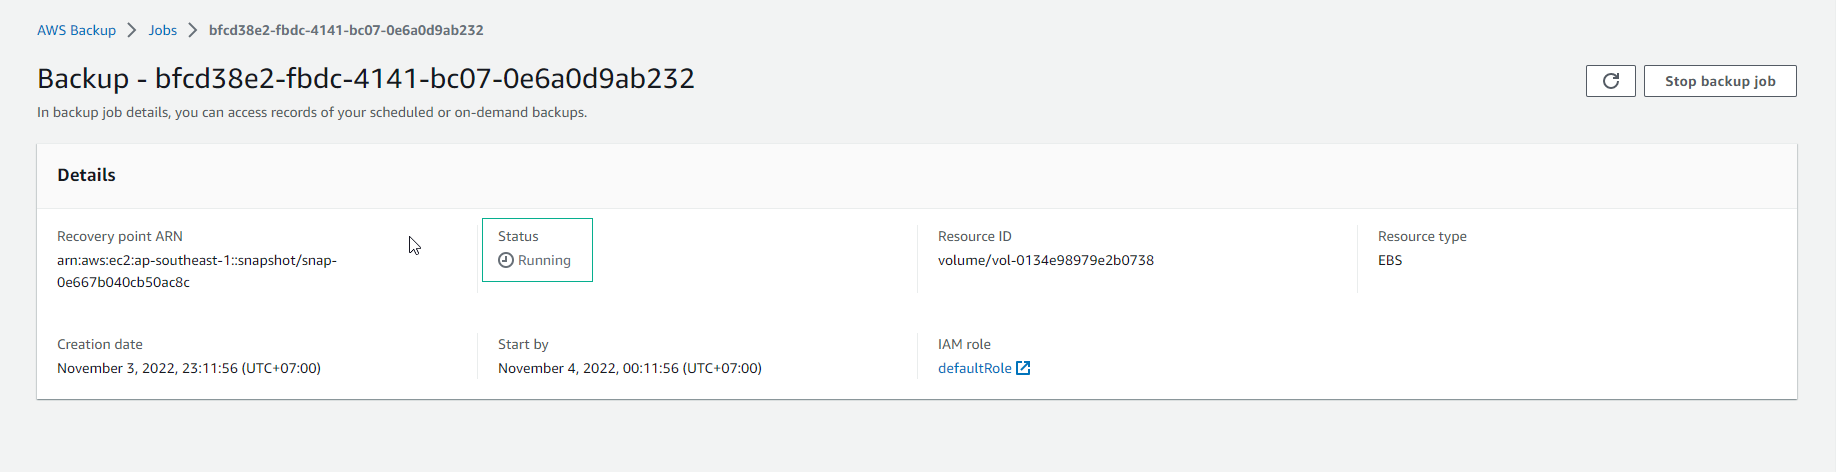 AWS Backup > Jobs > bfcd38e2-fbdc-4141-bc07-0e6a0d9ab232
Backup - bfcd38e2-fbdc-4141-bc07-0e6a0d9ab232
Stop backup job
In backup job details, you can access records of your scheduled or on-demand backups.
Details
Recovery point ARN
arn:aws:ec2:ap-southeast-1::snapshot/snap-
0e667b040cb50ac8c
Status
Running
Resource ID
volume/vol-0134e98979e2b0738
Resource type
EBS
Creation date
November 3, 2022, 23:11:56 (UTC+07:00)
Start by
November 4, 2022, 00:11:56 (UTC+07:00)
IAM role
defaultRole